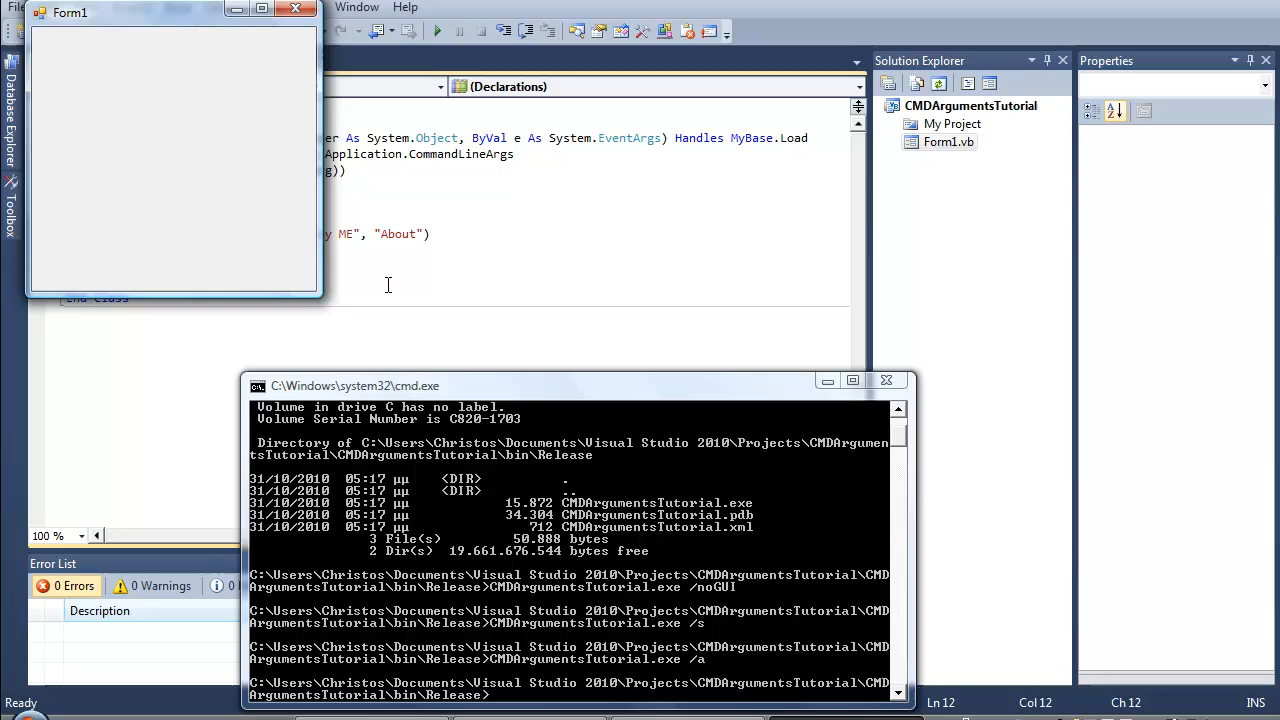 Form1
Fil
Window
Help
(Declarations)
er As System.Object, ByVal e As System.EventArgs) Handles MyBase.Load
Application.CommandLineArgs
g))
y ME", "About")
End Class
Database Explorer
Toolbox
Solution Explorer
CMDArgumentsTutorial
My Project
Form1.vb
Properties
100 %
Error List
0 Errors
0 Warnings
0
Description
C:\Windows\system32\cmd.exe
Volume in drive C has no label.
Volume Serial Number is C820-1703
Directory of C:\Users\Christos\Documents\Visual Studio 2010\Projects\CMDArgumen
tsTutorial\CMDArgumentsTutorial\bin\Release
31/10/2010 05:17 μμ <DIR> .
31/10/2010 05:17 μμ <DIR> ..
31/10/2010 05:17 μμ 15.872 CMDArgumentsTutorial.exe
31/10/2010 05:17 μμ 34.304 CMDArgumentsTutorial.pdb
31/10/2010 05:17 μμ 712 CMDArgumentsTutorial.xml
3 File(s) 50.888 bytes
2 Dir(s) 19.661.676.544 bytes free
C:\Users\Christos\Documents\Visual Studio 2010\Projects\CMDArgumentsTutorial\CMD
ArgumentsTutorial\bin\Release>CMDArgumentsTutorial.exe /noGUI
C:\Users\Christos\Documents\Visual Studio 2010\Projects\CMDArgumentsTutorial\CMD
ArgumentsTutorial\bin\Release>CMDArgumentsTutorial.exe /s
C:\Users\Christos\Documents\Visual Studio 2010\Projects\CMDArgumentsTutorial\CMD
ArgumentsTutorial\bin\Release>CMDArgumentsTutorial.exe /a
C:\Users\Christos\Documents\Visual Studio 2010\Projects\CMDArgumentsTutorial\CMD
ArgumentsTutorial\bin\Release>
Ready
Ln 12
Col 12
Ch 12
INS